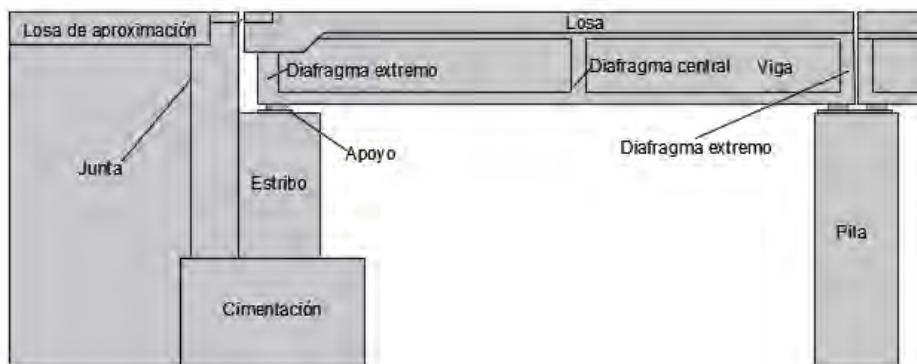 Losa
Losa de aproximación
Diafragma extremo
Diafragma central
Viga
Junta
Apoyo
Diafragma extremo
Estribo
Pila
Cimentación